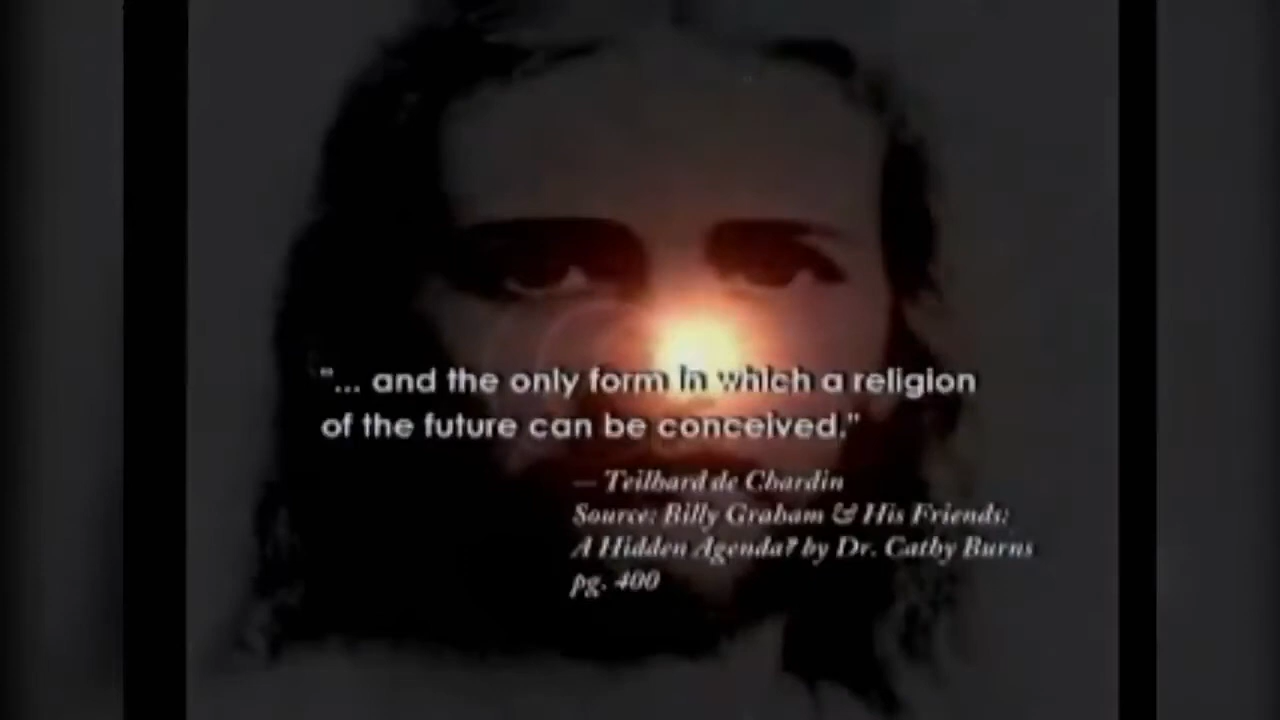 "... and the only form in which a religion
of the future can be conceived."
— Teilhard de Chardin
Source: Billy Graham & His Friends:
A Hidden Agenda? by Dr. Cathy Burns
pg. 400